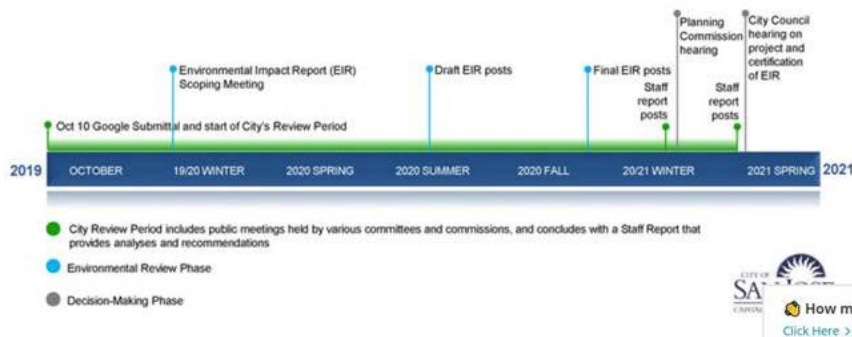 Planning
Commission
hearing
City Council
hearing on
project and
certification
of EIR
Environmental Impact Report (EIR)
Scoping Meeting
Draft EIR posts
Final EIR posts
Staff
report
posts
Staff
report
posts
Oct 10 Google Submittal and start of City's Review Period
2019
OCTOBER
19/20 WINTER
2020 SPRING
2020 SUMMER
2020 FALL
20/21 WINTER
2021 SPRING
2021
City Review Period includes public meetings held by various committees and commissions, and concludes with a Staff Report that
provides analyses and recommendations
Environmental Review Phase
Decision-Making Phase
CITY OF
How m
Click Here >